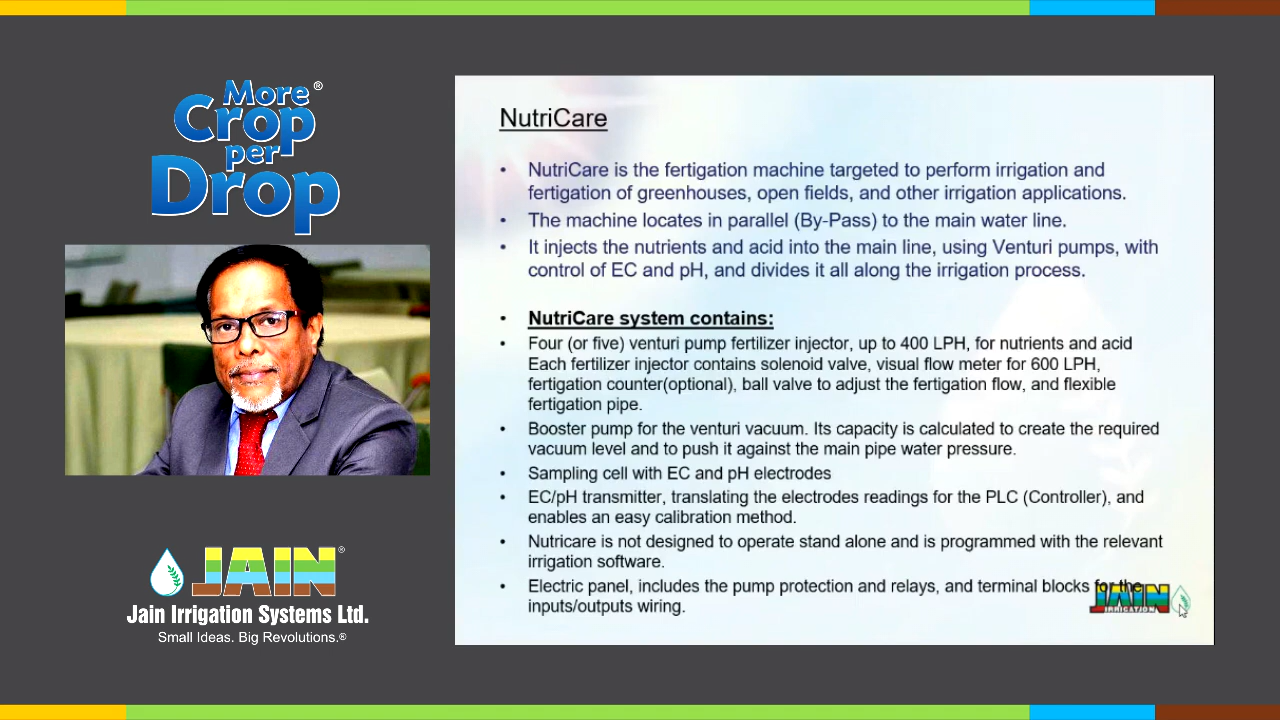 More®
Crop
per
Drop
JAIN®
Jain Irrigation Systems Ltd.
Small Ideas. Big Revolutions.®
NutriCare
• NutriCare is the fertigation machine targeted to perform irrigation and
fertigation of greenhouses, open fields, and other irrigation applications.
• The machine locates in parallel (By-Pass) to the main water line.
• It injects the nutrients and acid into the main line, using Venturi pumps, with
control of EC and pH, and divides it all along the irrigation process.
• NutriCare system contains:
• Four (or five) venturi pump fertilizer injector, up to 400 LPH, for nutrients and acid
Each fertilizer injector contains solenoid valve, visual flow meter for 600 LPH,
fertigation counter(optional), ball valve to adjust the fertigation flow, and flexible
fertigation pipe.
• Booster pump for the venturi vacuum. Its capacity is calculated to create the required
vacuum level and to push it against the main pipe water pressure.
• Sampling cell with EC and pH electrodes
• EC/pH transmitter, translating the electrodes readings for the PLC (Controller), and
enables an easy calibration method.
• Nutricare is not designed to operate stand alone and is programmed with the relevant
irrigation software.
• Electric panel, includes the pump protection and relays, and terminal blocks for the
inputs/outputs wiring.
JAIN
IRRIGATION